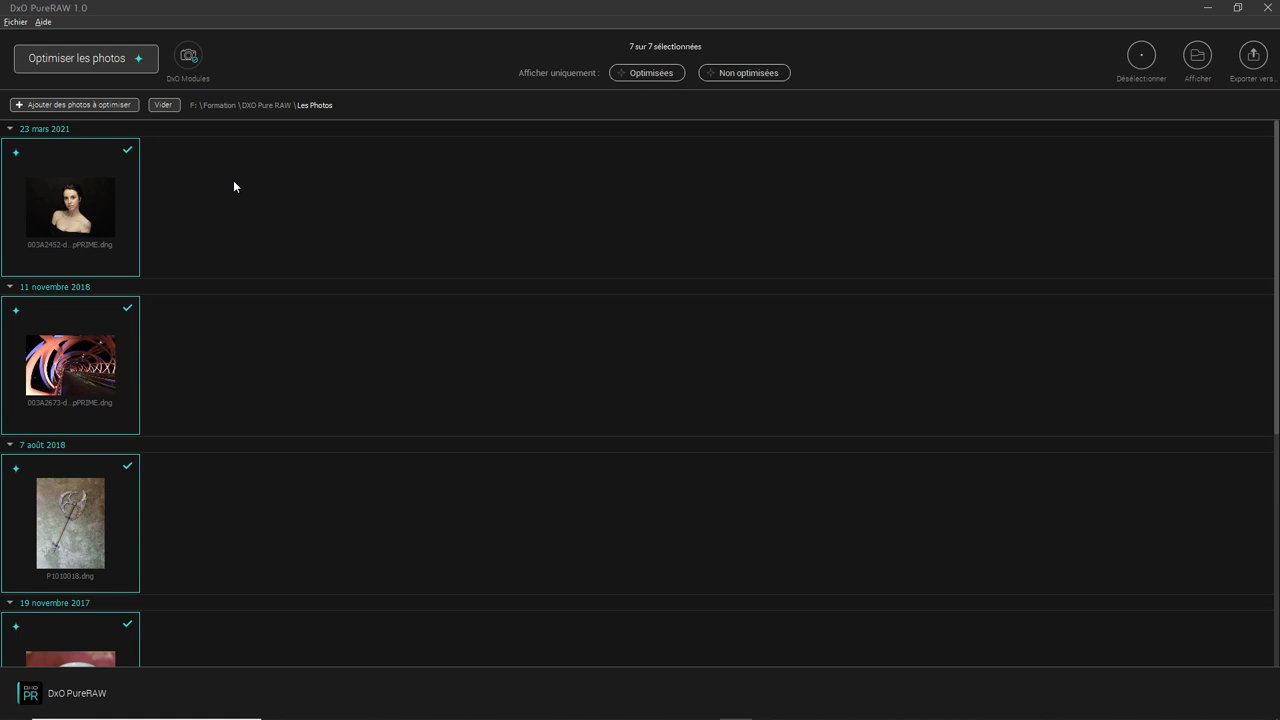 DxO PureRAW 1.0
Fichier Aide
Optimiser les photos
DxO Modules
7 sur 7 sélectionnées
Afficher uniquement : Optimisées Non optimisées
Désélectionner Afficher Exporter vers...
Ajouter des photos à optimiser Vider F: \Formation \DXO Pure RAW \Les Photos
23 mars 2021
003A2452-d...pPRIME.dng
11 novembre 2018
003A2673-d...pPRIME.dng
7 août 2018
P1010018.dng
19 novembre 2017
DXO PR DxO PureRAW